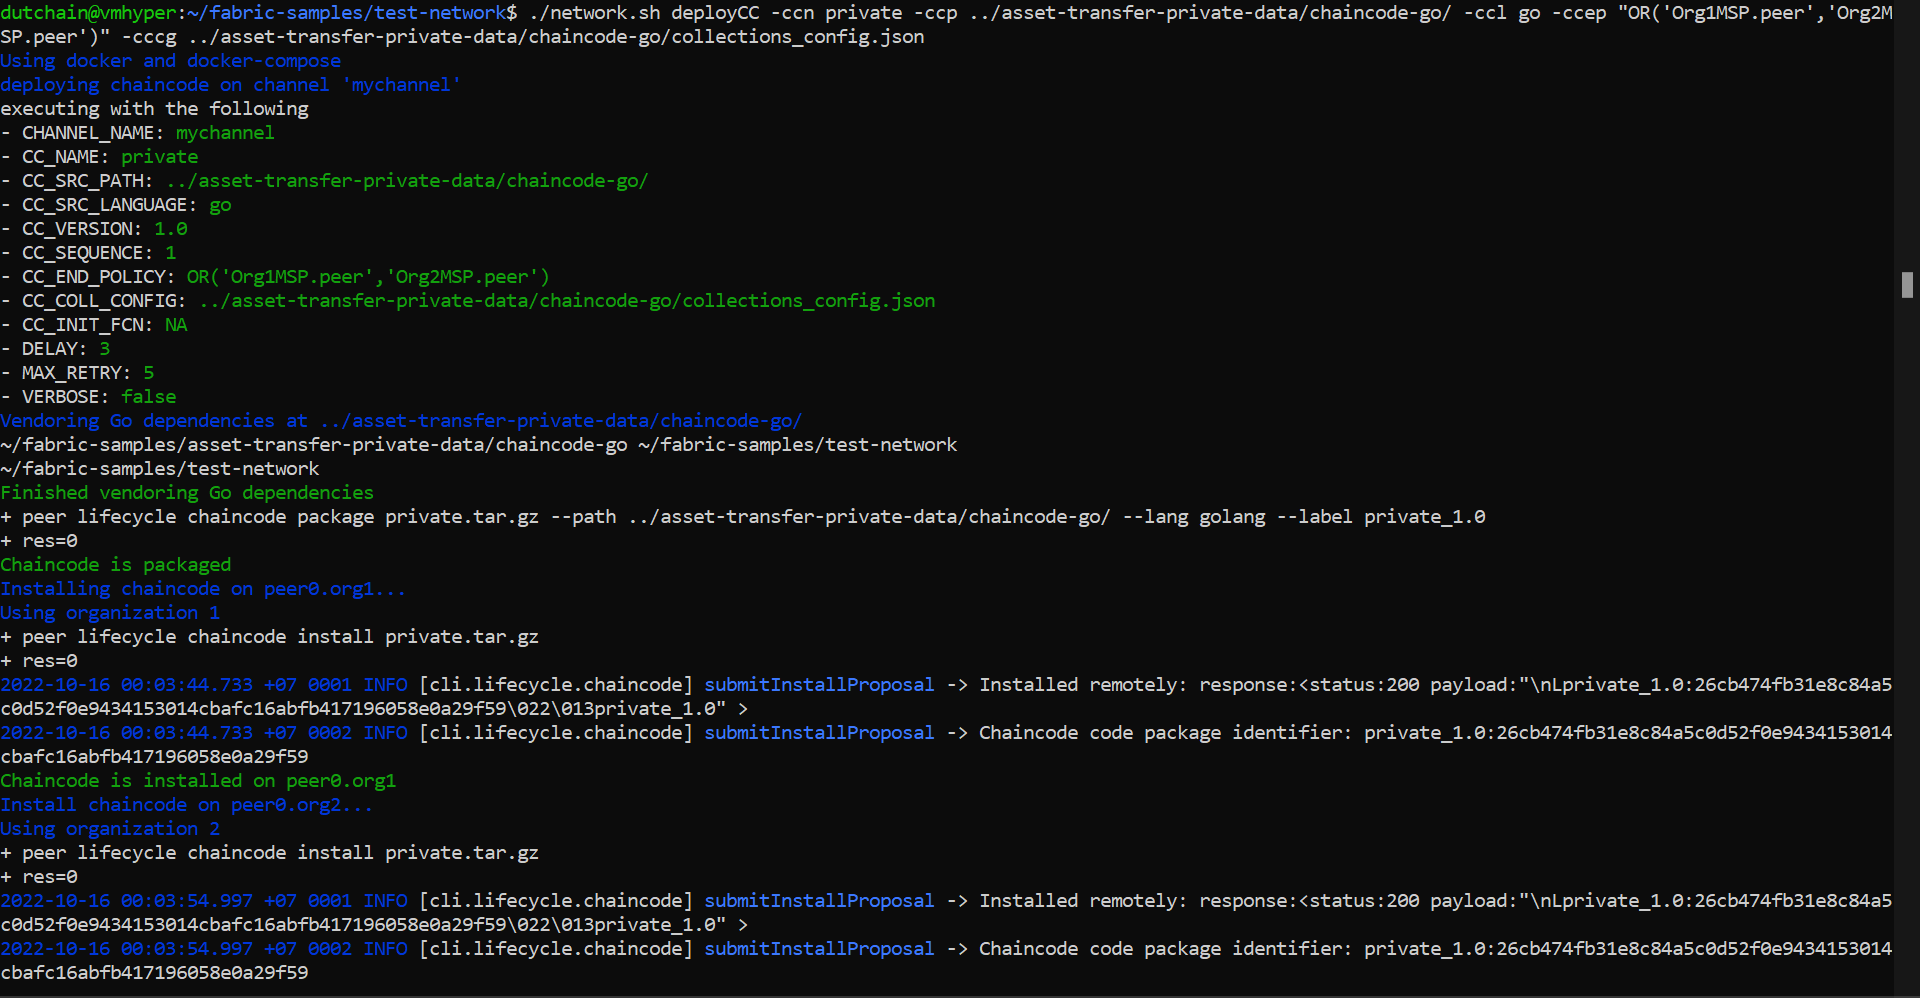 dutchain@vmhyper:~/fabric-samples/test-network$ ./network.sh deployCC -ccn private -ccp ../asset-transfer-private-data/chaincode-go/ -ccl go -ccep "OR('Org1MSP.peer','Org2M
SP.peer')" -cccg ../asset-transfer-private-data/chaincode-go/collections_config.json
Using docker and docker-compose
deploying chaincode on channel 'mychannel'
executing with the following
- CHANNEL_NAME: mychannel
- CC_NAME: private
- CC_SRC_PATH: ../asset-transfer-private-data/chaincode-go/
- CC_SRC_LANGUAGE: go
- CC_VERSION: 1.0
- CC_SEQUENCE: 1
- CC_END_POLICY: OR('Org1MSP.peer','Org2MSP.peer')
- CC_COLL_CONFIG: ../asset-transfer-private-data/chaincode-go/collections_config.json
- CC_INIT_FCN: NA
- DELAY: 3
- MAX_RETRY: 5
- VERBOSE: false
Vendoring Go dependencies at ../asset-transfer-private-data/chaincode-go/
~/fabric-samples/asset-transfer-private-data/chaincode-go ~/fabric-samples/test-network
~/fabric-samples/test-network
Finished vendoring Go dependencies
+ peer lifecycle chaincode package private.tar.gz --path ../asset-transfer-private-data/chaincode-go/ --lang golang --label private_1.0
+ res=0
Chaincode is packaged
Installing chaincode on peer0.org1...
Using organization 1
+ peer lifecycle chaincode install private.tar.gz
+ res=0
2022-10-16 00:03:44.733 +07 0001 INFO [cli.lifecycle.chaincode] submitInstallProposal -> Installed remotely: response:<status:200 payload:"\nLprivate_1.0:26cb474fb31e8c84a5
c0d52f0e9434153014cbafc16abfb417196058e0a29f59\022\013private_1.0" >
2022-10-16 00:03:44.733 +07 0002 INFO [cli.lifecycle.chaincode] submitInstallProposal -> Chaincode code package identifier: private_1.0:26cb474fb31e8c84a5c0d52f0e9434153014
cbafc16abfb417196058e0a29f59
Chaincode is installed on peer0.org1
Install chaincode on peer0.org2...
Using organization 2
+ peer lifecycle chaincode install private.tar.gz
+ res=0
2022-10-16 00:03:54.997 +07 0001 INFO [cli.lifecycle.chaincode] submitInstallProposal -> Installed remotely: response:<status:200 payload:"\nLprivate_1.0:26cb474fb31e8c84a5
c0d52f0e9434153014cbafc16abfb417196058e0a29f59\022\013private_1.0" >
2022-10-16 00:03:54.997 +07 0002 INFO [cli.lifecycle.chaincode] submitInstallProposal -> Chaincode code package identifier: private_1.0:26cb474fb31e8c84a5c0d52f0e9434153014
cbafc16abfb417196058e0a29f59